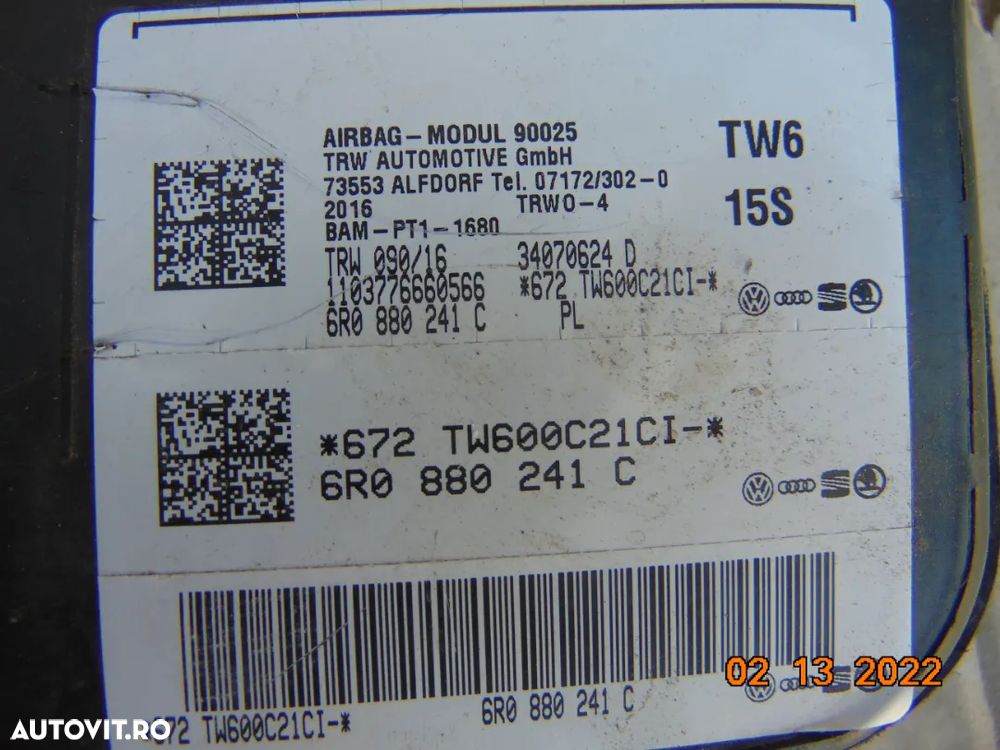 AIRBAG-MODUL 90025
TRW AUTOMOTIVE GmbH
73553 ALFDORF Tel. 07172/302-0
2016 TRWO-4
BAM-PT1-1680
TW6
15S
TRW 090/16 34070624 D
1103776660566 *672 TW600C21CI-*
6R0 880 241 C PL
*672 TW600C21CI-*
6R0 880 241 C
02 13 2022
672 TW600C21CI-* 6R0 880 241 C
AUTOVIT.RO